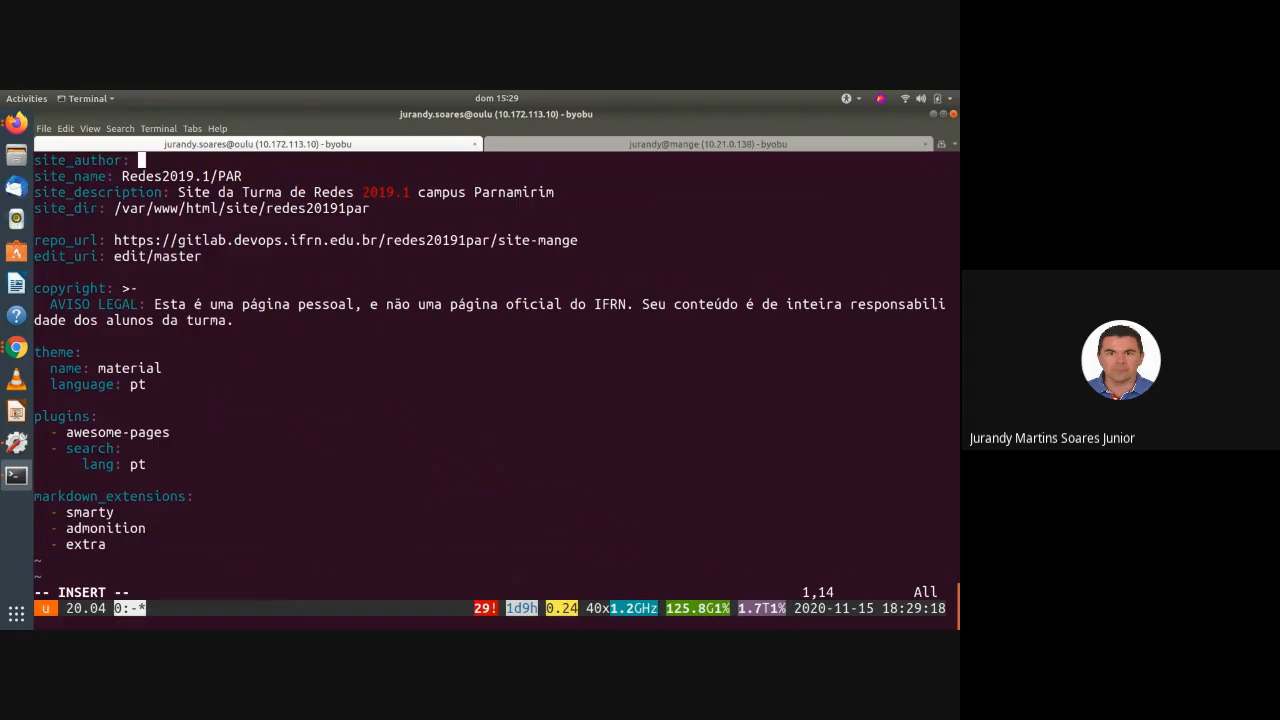 Activities Terminal dom 15:29
jurandy.soares@oulu (10.172.113.10) - byobu
File Edit View Search Terminal Tabs Help
jurandy.soares@oulu (10.172.113.10) - byobu jurandy@mange (10.21.0.138) - byobu
site_author:
site_name: Redes2019.1/PAR
site_description: Site da Turma de Redes 2019.1 campus Parnamirim
site_dir: /var/www/html/site/redes20191par
repo_url: https://gitlab.devops.ifrn.edu.br/redes20191par/site-mange
edit_uri: edit/master
copyright: >-
AVISO LEGAL: Esta é uma página pessoal, e não uma página oficial do IFRN. Seu conteúdo é de inteira responsabili
dade dos alunos da turma.
theme:
name: material
language: pt
plugins:
- awesome-pages
- search:
lang: pt
markdown_extensions:
- smarty
- admonition
- extra
~
~
-- INSERT -- 1,14 All
u 20.04 0:-* 29! 1d9h 0.24 40x1.2GHz 125.8G1% 1.7T1% 2020-11-15 18:29:18
Jurandy Martins Soares Junior